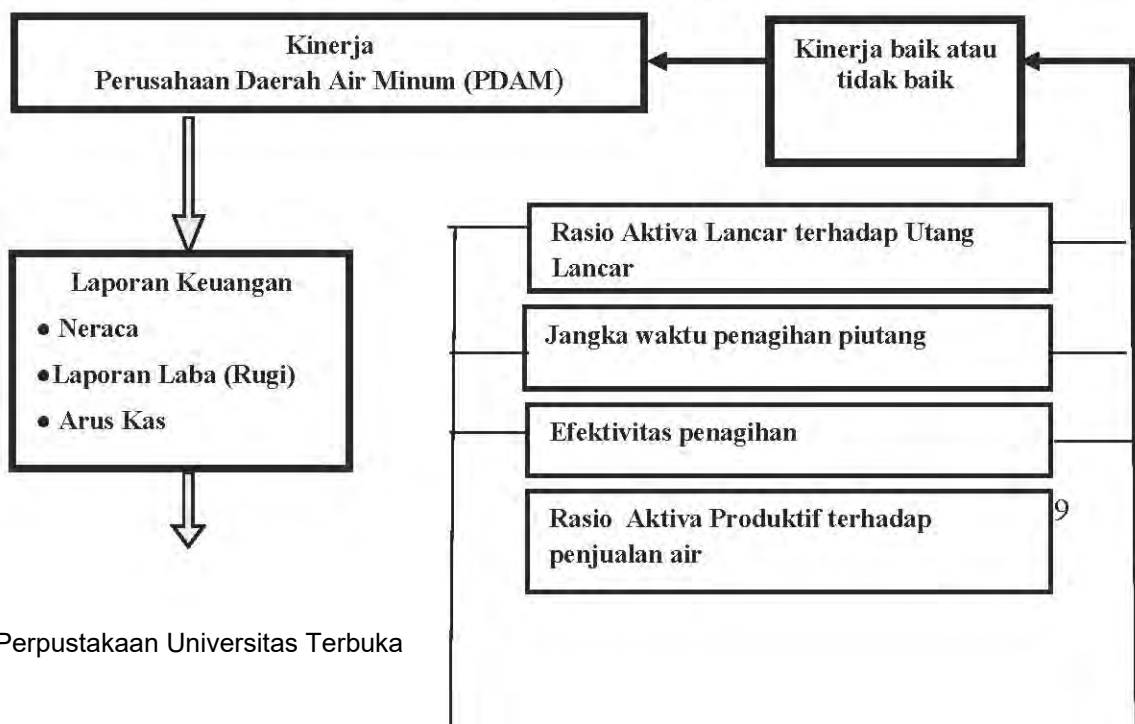 Kinerja
Perusahaan Daerah Air Minum (PDAM)
Kinerja baik atau
tidak baik
Laporan Keuangan
● Neraca
●Laporan Laba (Rugi)
● Arus Kas
Rasio Aktiva Lancar terhadap Utang
Lancar
Jangka waktu penagihan piutang
Efektivitas penagihan
Rasio Aktiva Produktif terhadap
penjualan air
9
Perpustakaan Universitas Terbuka